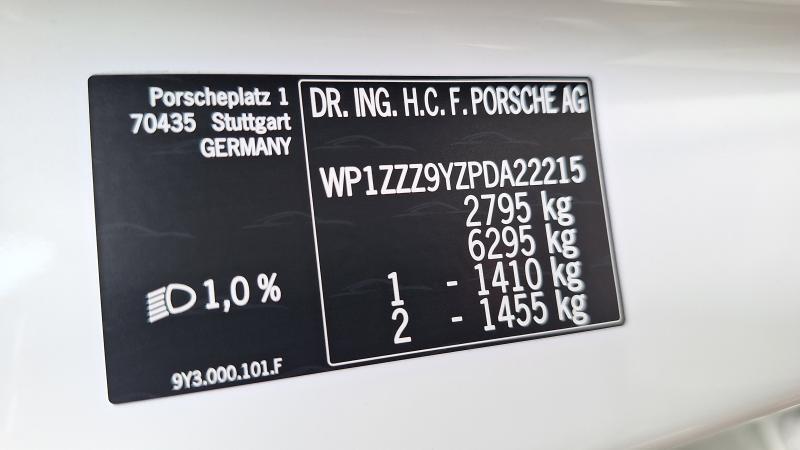 Porscheplatz 1
70435 Stuttgart
GERMANY
1,0 %
9Y3.000.101.F
DR. ING. H.C. F. PORSCHE AG
WP1ZZZ9YZPDA22215
2795 kg
6295 kg
1 - 1410 kg
2 - 1455 kg